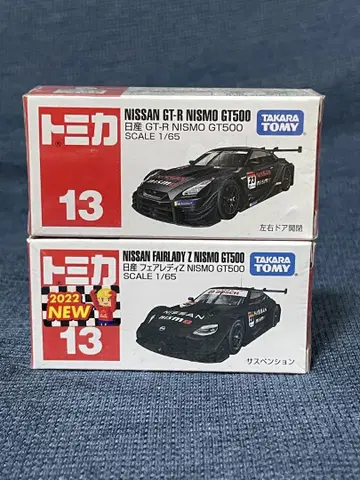 トミカ
NISSAN GT-R NISMO GT500
日産 GT-R NISMO GT500
SCALE 1/65
TAKARA
TOMY
13
23
左右ドア開閉
トミカ
NISSAN FAIRLADY Z NISMO GT500
日産 フェアレディZ NISMO GT500
SCALE 1/65
TAKARA
TOMY
2022
NEW
13
NISSAN
nismo
サスペンション